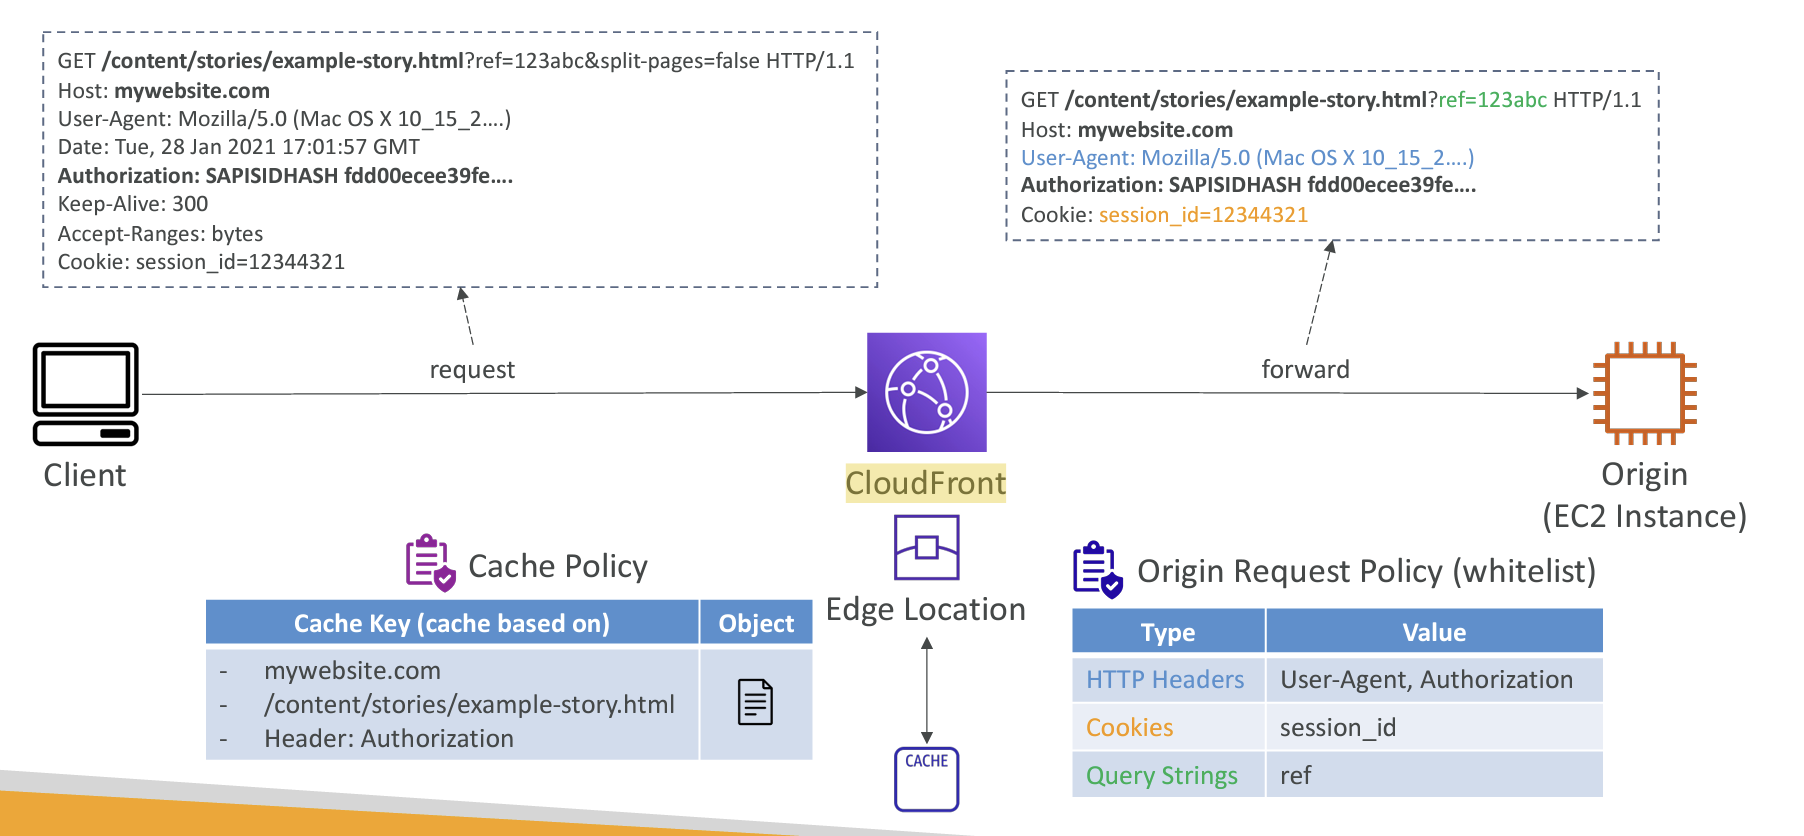 GET /content/stories/example-story.html?ref=123abc&split-pages=false HTTP/1.1
Host: mywebsite.com
User-Agent: Mozilla/5.0 (Mac OS X 10_15_2....)
Date: Tue, 28 Jan 2021 17:01:57 GMT
Authorization: SAPISIDHASH fdd00ecee39fe....
Keep-Alive: 300
Accept-Ranges: bytes
Cookie: session_id=12344321
GET /content/stories/example-story.html?ref=123abc HTTP/1.1
Host: mywebsite.com
User-Agent: Mozilla/5.0 (Mac OS X 10_15_2....)
Authorization: SAPISIDHASH fdd00ecee39fe....
Cookie: session_id=12344321
request
forward
Client
CloudFront
Origin
(EC2 Instance)
Edge Location
CACHE
Cache Policy
Cache Key (cache based on) Object
- mywebsite.com
- /content/stories/example-story.html
- Header: Authorization
Origin Request Policy (whitelist)
Type Value
HTTP Headers User-Agent, Authorization
Cookies session_id
Query Strings ref